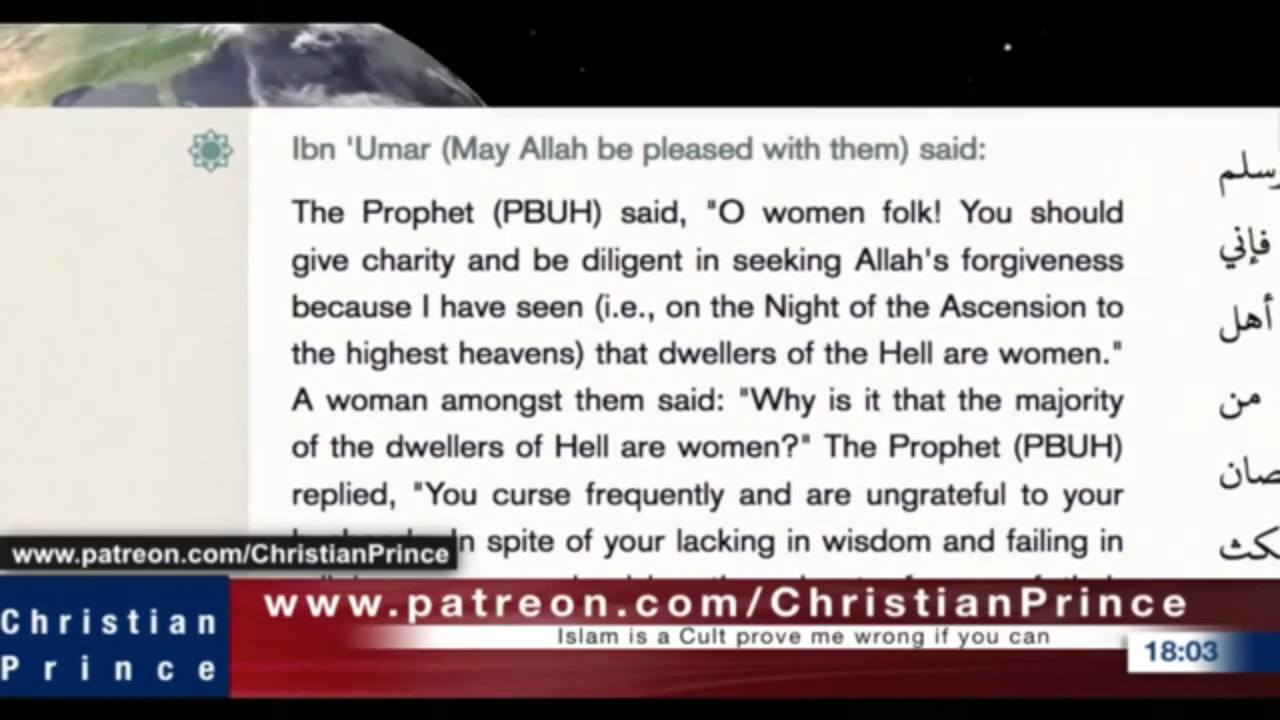 Ibn 'Umar (May Allah be pleased with them) said:
The Prophet (PBUH) said, "O women folk! You should
give charity and be diligent in seeking Allah's forgiveness
because I have seen (i.e., on the Night of the Ascension to
the highest heavens) that dwellers of the Hell are women."
A woman amongst them said: "Why is it that the majority
of the dwellers of Hell are women?" The Prophet (PBUH)
replied, "You curse frequently and are ungrateful to your
spite of your lacking in wisdom and failing in
وسلم
فإني
أهل
من
www.patreon.com/ChristianPrince
www.patreon.com/ChristianPrince
Islam is a Cult prove me wrong if you can
Christian
Prince
18:03